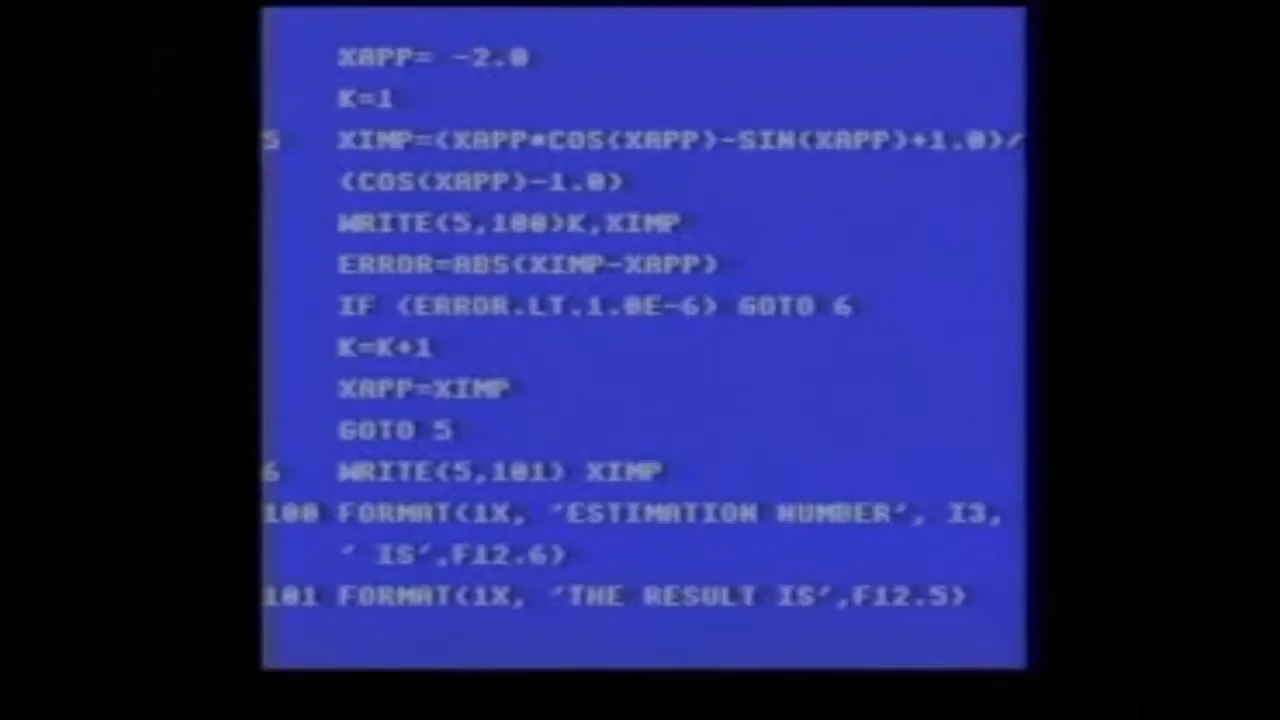 XAPP= -2.0
K=1
5 XIMP=(XAPP*COS(XAPP)-SIN(XAPP)+1.0)/
(COS(XAPP)-1.0)
WRITE(5,100)K,XIMP
ERROR=ABS(XIMP-XAPP)
IF (ERROR.LT.1.0E-6) GOTO 6
K=K+1
XAPP=XIMP
GOTO 5
6 WRITE(5,101) XIMP
100 FORMAT(1X, 'ESTIMATION NUMBER', I3,
' IS',F12.6)
101 FORMAT(1X, 'THE RESULT IS',F12.5)